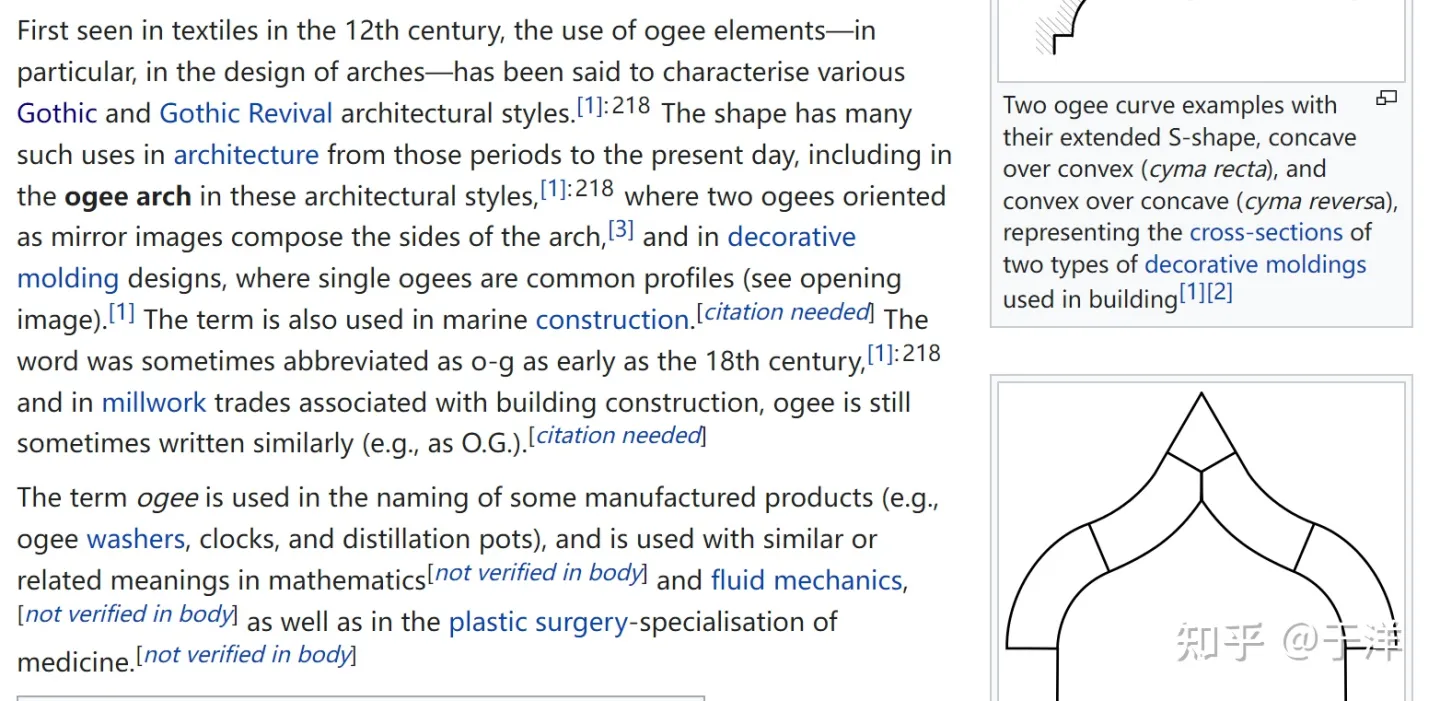 First seen in textiles in the 12th century, the use of ogee elements—in
particular, in the design of arches—has been said to characterise various
Gothic and Gothic Revival architectural styles.[1]:218 The shape has many
such uses in architecture from those periods to the present day, including in
the ogee arch in these architectural styles,[1]:218 where two ogees oriented
as mirror images compose the sides of the arch,[3] and in decorative
molding designs, where single ogees are common profiles (see opening
image).[1] The term is also used in marine construction.[citation needed] The
word was sometimes abbreviated as o-g as early as the 18th century,[1]:218
and in millwork trades associated with building construction, ogee is still
sometimes written similarly (e.g., as O.G.).[citation needed]
The term ogee is used in the naming of some manufactured products (e.g.,
ogee washers, clocks, and distillation pots), and is used with similar or
related meanings in mathematics[not verified in body] and fluid mechanics,
[not verified in body] as well as in the plastic surgery-specialisation of
medicine.[not verified in body]
Two ogee curve examples with
their extended S-shape, concave
over convex (cyma recta), and
convex over concave (cyma reversa),
representing the cross-sections of
two types of decorative moldings
used in building[1][2]
知乎 @于洋